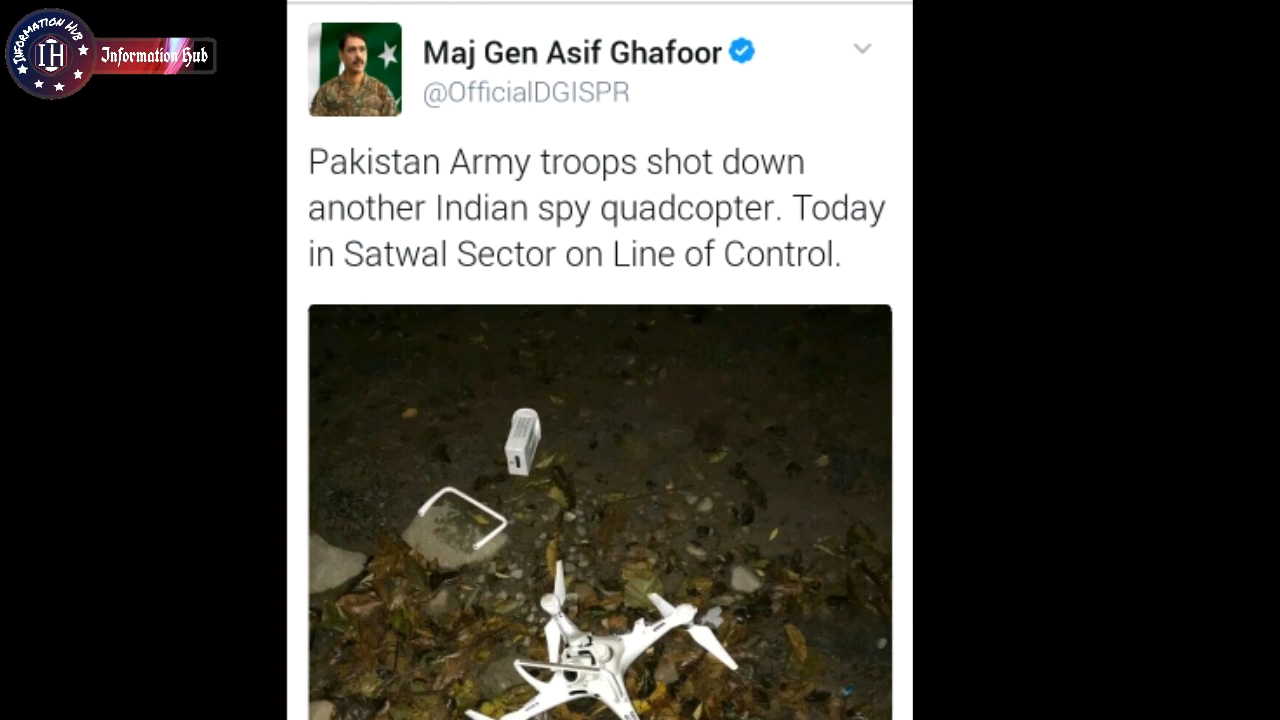 INFORMATION HUB
IH
Information Hub
Maj Gen Asif Ghafoor
@OfficialDGISPR
Pakistan Army troops shot down
another Indian spy quadcopter. Today
in Satwal Sector on Line of Control.